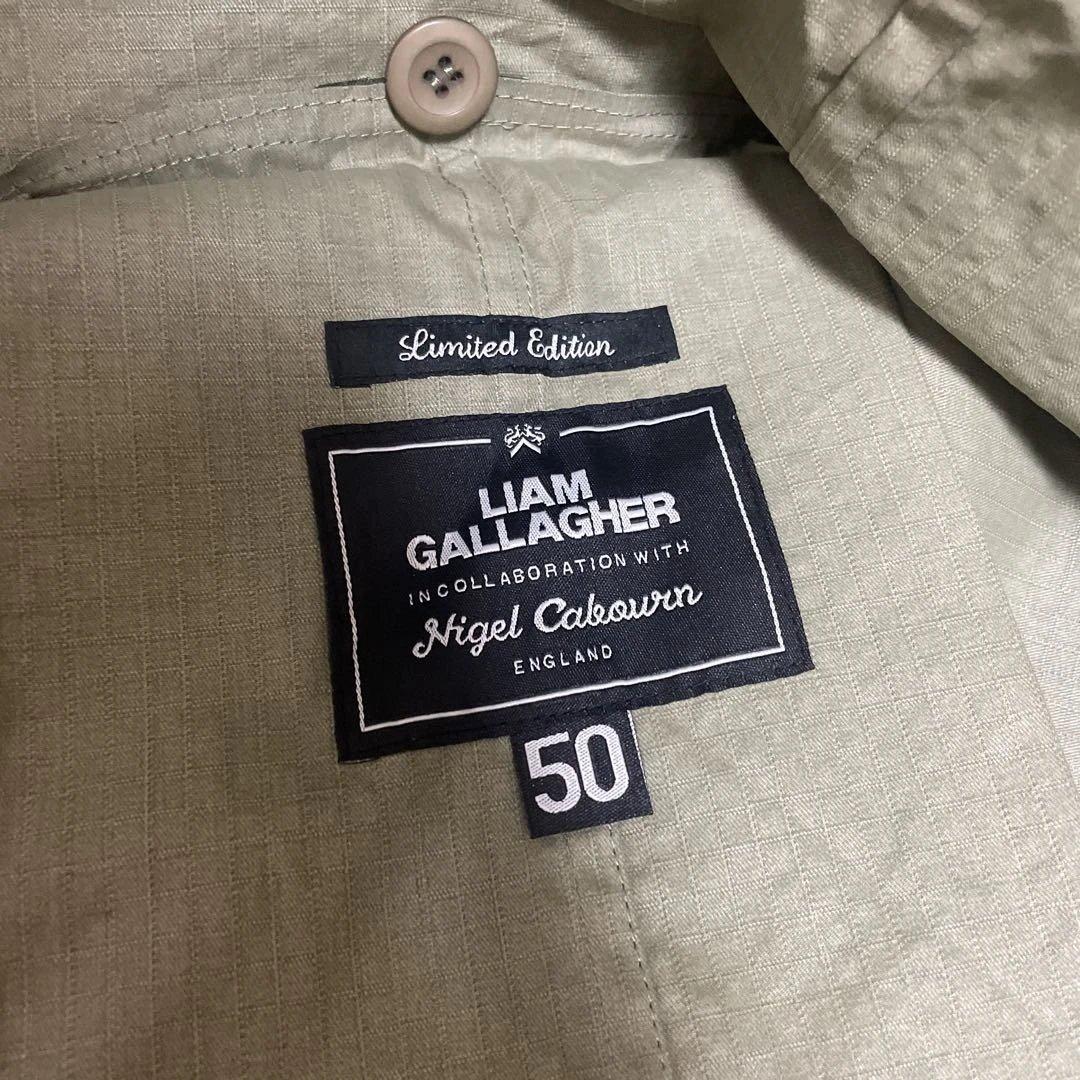 Limited Edition
LIAM
GALLAGHER
IN COLLABORATION WITH
Nigel Cabourn
ENGLAND
50